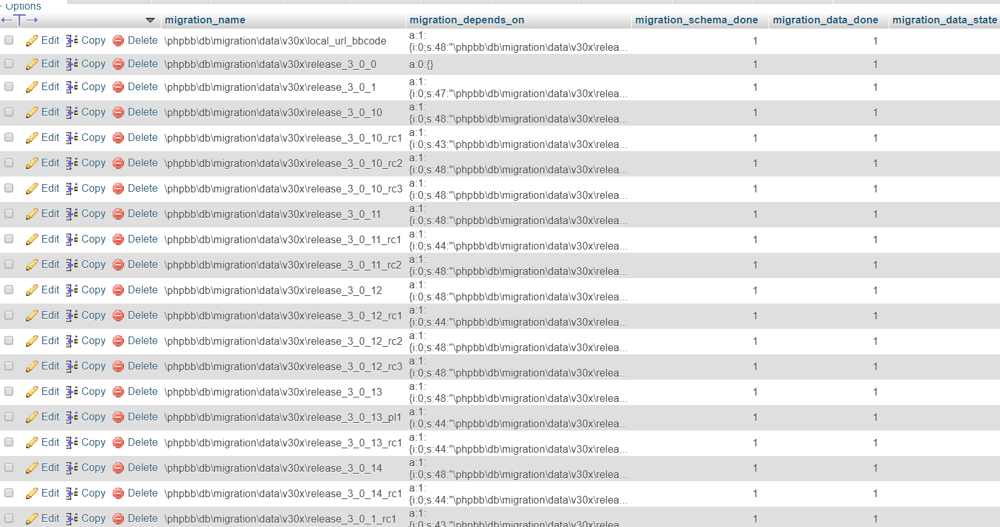 Options
migration_name migration_depends_on migration_schema_done migration_data_done migration_data_state
Edit Copy Delete \phpbb\db\migration\data\v30x\local_url_bbcode a:1:
{i:0;s:48:"\phpbb\db\migration\data\v30x\relea... 1 1
Edit Copy Delete \phpbb\db\migration\data\v30x\release_3_0_0 a:0:{} 1 1
Edit Copy Delete \phpbb\db\migration\data\v30x\release_3_0_1 a:1:
{i:0;s:47:"\phpbb\db\migration\data\v30x\relea... 1 1
Edit Copy Delete \phpbb\db\migration\data\v30x\release_3_0_10 a:1:
{i:0;s:48:"\phpbb\db\migration\data\v30x\relea... 1 1
Edit Copy Delete \phpbb\db\migration\data\v30x\release_3_0_10_rc1 a:1:
{i:0;s:43:"\phpbb\db\migration\data\v30x\relea... 1 1
Edit Copy Delete \phpbb\db\migration\data\v30x\release_3_0_10_rc2 a:1:
{i:0;s:48:"\phpbb\db\migration\data\v30x\relea... 1 1
Edit Copy Delete \phpbb\db\migration\data\v30x\release_3_0_10_rc3 a:1:
{i:0;s:48:"\phpbb\db\migration\data\v30x\relea... 1 1
Edit Copy Delete \phpbb\db\migration\data\v30x\release_3_0_11 a:1:
{i:0;s:48:"\phpbb\db\migration\data\v30x\relea... 1 1
Edit Copy Delete \phpbb\db\migration\data\v30x\release_3_0_11_rc1 a:1:
{i:0;s:44:"\phpbb\db\migration\data\v30x\relea... 1 1
Edit Copy Delete \phpbb\db\migration\data\v30x\release_3_0_11_rc2 a:1:
{i:0;s:48:"\phpbb\db\migration\data\v30x\relea... 1 1
Edit Copy Delete \phpbb\db\migration\data\v30x\release_3_0_12 a:1:
{i:0;s:48:"\phpbb\db\migration\data\v30x\relea... 1 1
Edit Copy Delete \phpbb\db\migration\data\v30x\release_3_0_12_rc1 a:1:
{i:0;s:44:"\phpbb\db\migration\data\v30x\relea... 1 1
Edit Copy Delete \phpbb\db\migration\data\v30x\release_3_0_12_rc2 a:1:
{i:0;s:48:"\phpbb\db\migration\data\v30x\relea... 1 1
Edit Copy Delete \phpbb\db\migration\data\v30x\release_3_0_12_rc3 a:1:
{i:0;s:48:"\phpbb\db\migration\data\v30x\relea... 1 1
Edit Copy Delete \phpbb\db\migration\data\v30x\release_3_0_13 a:1:
{i:0;s:48:"\phpbb\db\migration\data\v30x\relea... 1 1
Edit Copy Delete \phpbb\db\migration\data\v30x\release_3_0_13_pl1 a:1:
{i:0;s:44:"\phpbb\db\migration\data\v30x\relea... 1 1
Edit Copy Delete \phpbb\db\migration\data\v30x\release_3_0_13_rc1 a:1:
{i:0;s:44:"\phpbb\db\migration\data\v30x\relea... 1 1
Edit Copy Delete \phpbb\db\migration\data\v30x\release_3_0_14 a:1:
{i:0;s:48:"\phpbb\db\migration\data\v30x\relea... 1 1
Edit Copy Delete \phpbb\db\migration\data\v30x\release_3_0_14_rc1 a:1:
{i:0;s:44:"\phpbb\db\migration\data\v30x\relea... 1 1
Edit Copy Delete \phpbb\db\migration\data\v30x\release_3_0_1_rc1 a:1:
{i:0;s:43:"\phpbb\db\migration\data\v30x\relea... 1 1